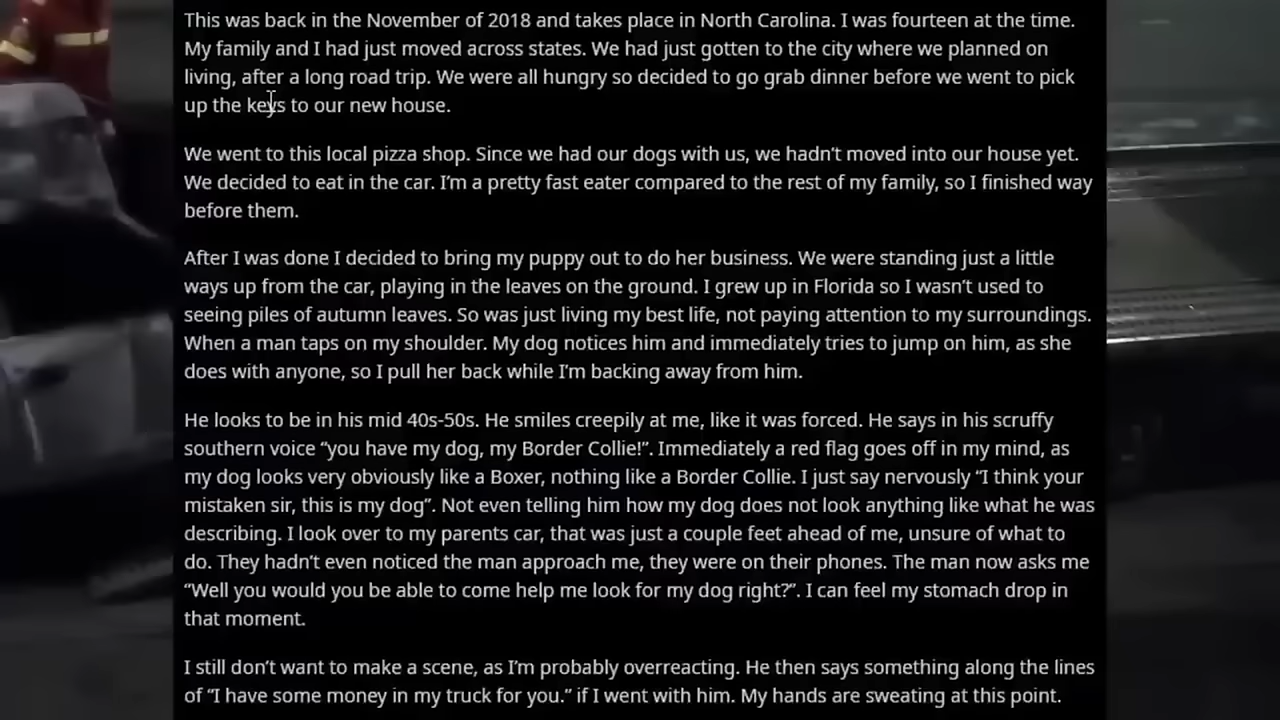 This was back in the November of 2018 and takes place in North Carolina. I was fourteen at the time.
My family and I had just moved across states. We had just gotten to the city where we planned on
living, after a long road trip. We were all hungry so decided to go grab dinner before we went to pick
up the keys to our new house.
We went to this local pizza shop. Since we had our dogs with us, we hadn’t moved into our house yet.
We decided to eat in the car. I’m a pretty fast eater compared to the rest of my family, so I finished way
before them.
After I was done I decided to bring my puppy out to do her business. We were standing just a little
ways up from the car, playing in the leaves on the ground. I grew up in Florida so I wasn’t used to
seeing piles of autumn leaves. So was just living my best life, not paying attention to my surroundings.
When a man taps on my shoulder. My dog notices him and immediately tries to jump on him, as she
does with anyone, so I pull her back while I’m backing away from him.
He looks to be in his mid 40s-50s. He smiles creepily at me, like it was forced. He says in his scruffy
southern voice “you have my dog, my Border Collie!”. Immediately a red flag goes off in my mind, as
my dog looks very obviously like a Boxer, nothing like a Border Collie. I just say nervously “I think your
mistaken sir, this is my dog”. Not even telling him how my dog does not look anything like what he was
describing. I look over to my parents car, that was just a couple feet ahead of me, unsure of what to
do. They hadn’t even noticed the man approach me, they were on their phones. The man now asks me
“Well you would you be able to come help me look for my dog right?”. I can feel my stomach drop in
that moment.
I still don’t want to make a scene, as I’m probably overreacting. He then says something along the lines
of “I have some money in my truck for you.” if I went with him. My hands are sweating at this point.